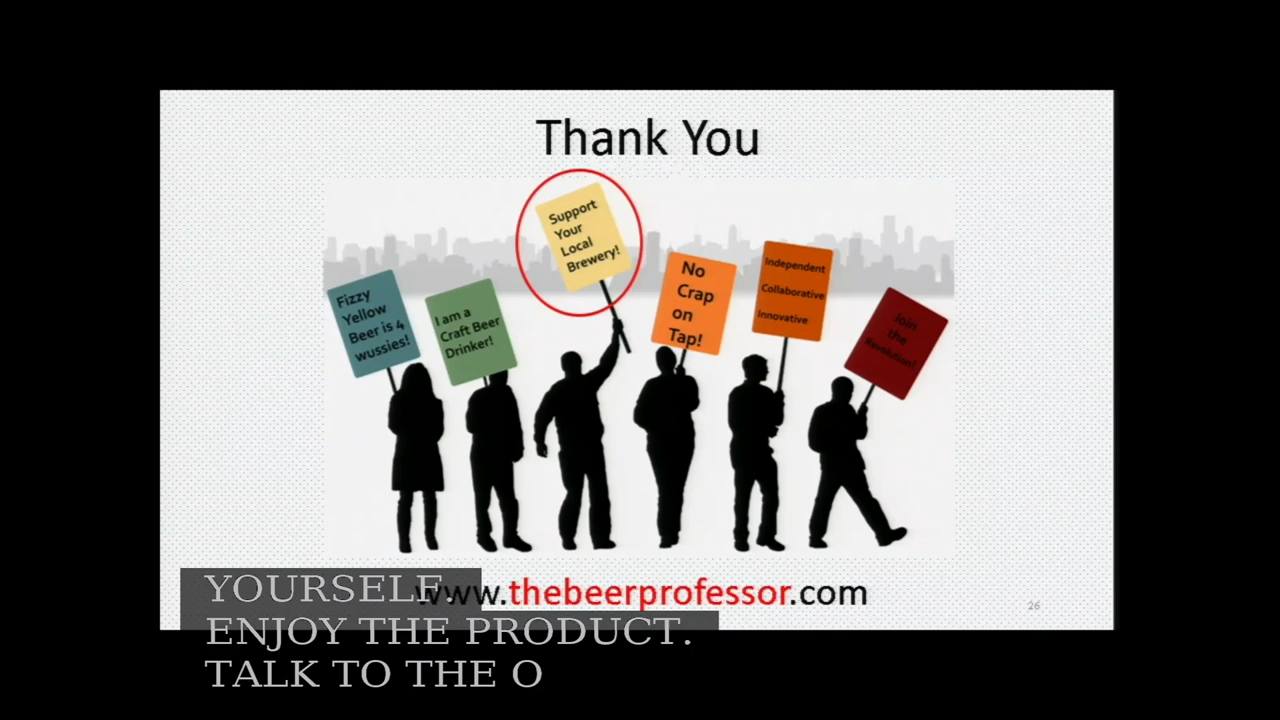 Thank You
Support
Your
Local
Brewery!
Fizzy
Yellow
Beer is 4
wussies!
I am a
Craft Beer
Drinker!
No
Crap
on
Tap!
Independent
Collaborative
Innovative
Join
the
Revolution!
www.thebeerprofessor.com
26
YOURSELF.
ENJOY THE PRODUCT.
TALK TO THE O